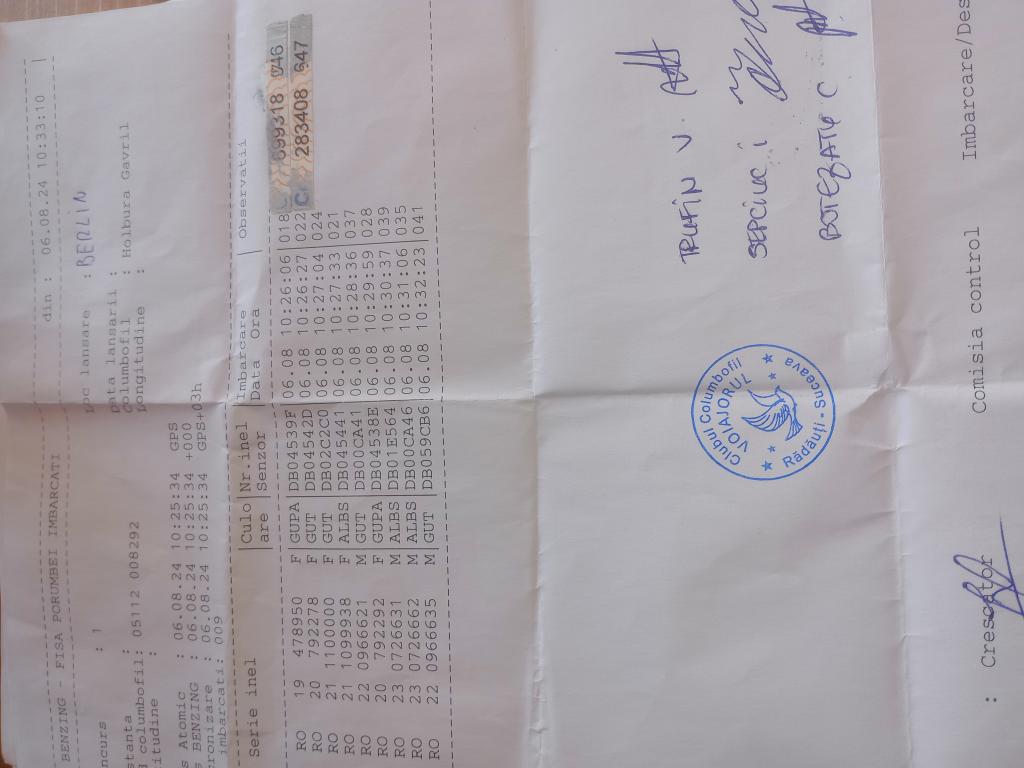 BENZING - FISA PORUMBEI IMBARCATI din : 06.08.24 10:33:10 |
ncurs : 1 Loc lansare : BERLIN
stanta : Data lansarii :
d columbofil: 05112 008292 Columbofil : Holbura Gavril
titudine : Longitudine :
s Atomic : 06.08.24 10:25:34 GPS
s BENZING : 06.08.24 10:25:34 +000
ronizare : 06.08.24 10:25:34 GPS-03h
imbarcati: 009
Serie inel |Culo|Nr.inel |Imbarcare | Observatii
|are |Senzor |Data Ora |
RO 19 478950 F |GUPA|DB04539F|06.08 10:26:06|018 C 699318 046
RO 20 792278 F |GUT |DB04542D|06.08 10:26:27|022 C 283408 647
RO 21 1100000 F |GUT |DB02C2C0|06.08 10:27:04|024
RO 21 1099938 F |ALBS|DB045441|06.08 10:27:33|021
RO 22 0966621 M |GUT |DB00CA41|06.08 10:28:36|037
RO 20 792292 F |GUPA|DB04538E|06.08 10:29:59|028
RO 23 0726631 M |ALBS|DB01E564|06.08 10:30:37|039
RO 23 0726662 M |ALBS|DB00CA46|06.08 10:31:06|035
RO 22 0966635 M |GUT |DB059CB6|06.08 10:32:23|041
TRUFIN V.
SEPCIUC I
BOTEZATU C
Clubul Columbofil
VOIAJORUL
Rădăuți - Suceava
: Crescator Comisia control Imbarcare/Des